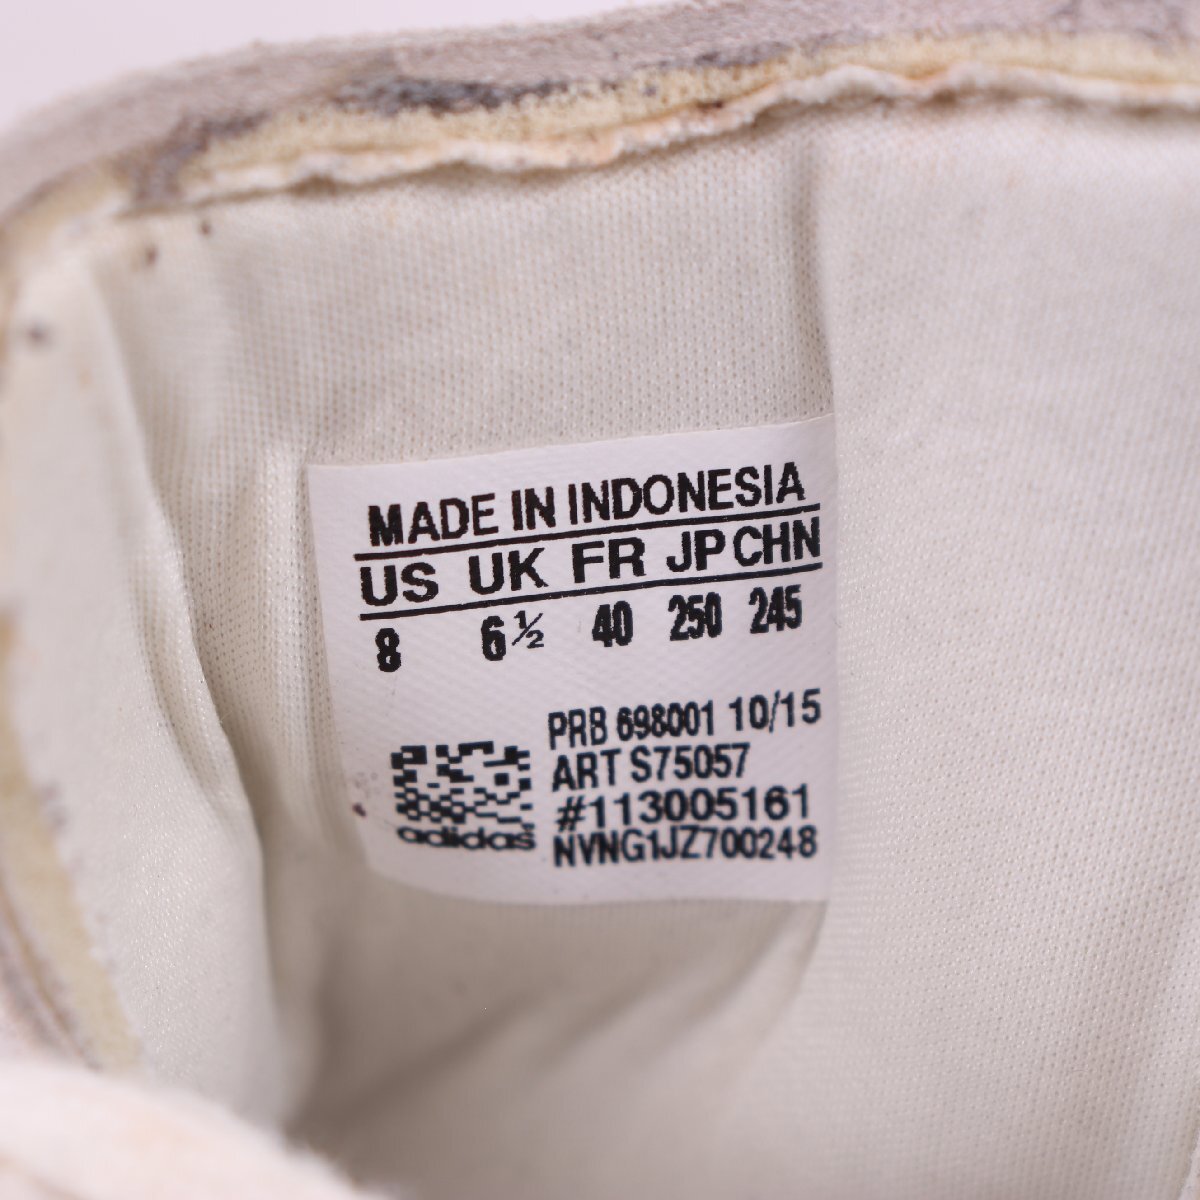 MADE IN INDONESIA
US UK FR JP CHN
8 6½ 40 250 245
PRB 698001 10/15
ART S75057
#113005161
adidas NVNG1JZ700248